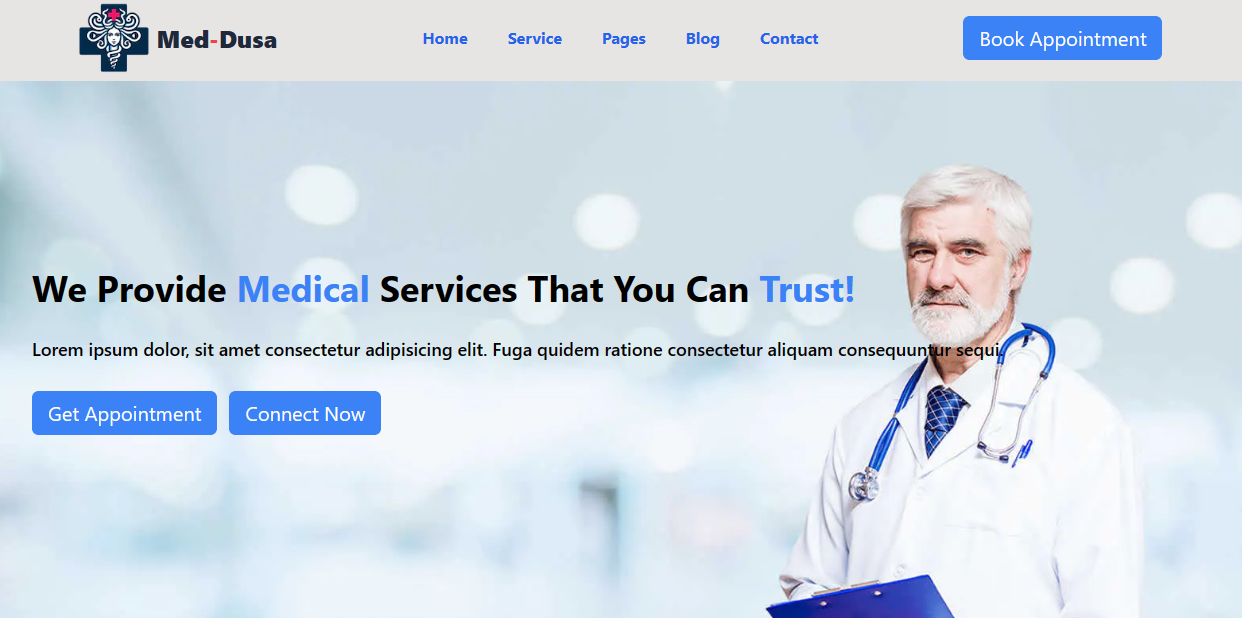 Med-Dusa
Home Service Pages Blog Contact
Book Appointment
We Provide Medical Services That You Can Trust!
Lorem ipsum dolor, sit amet consectetur adipisicing elit. Fuga quidem ratione consectetur aliquam consequuntur sequi.
Get Appointment Connect Now